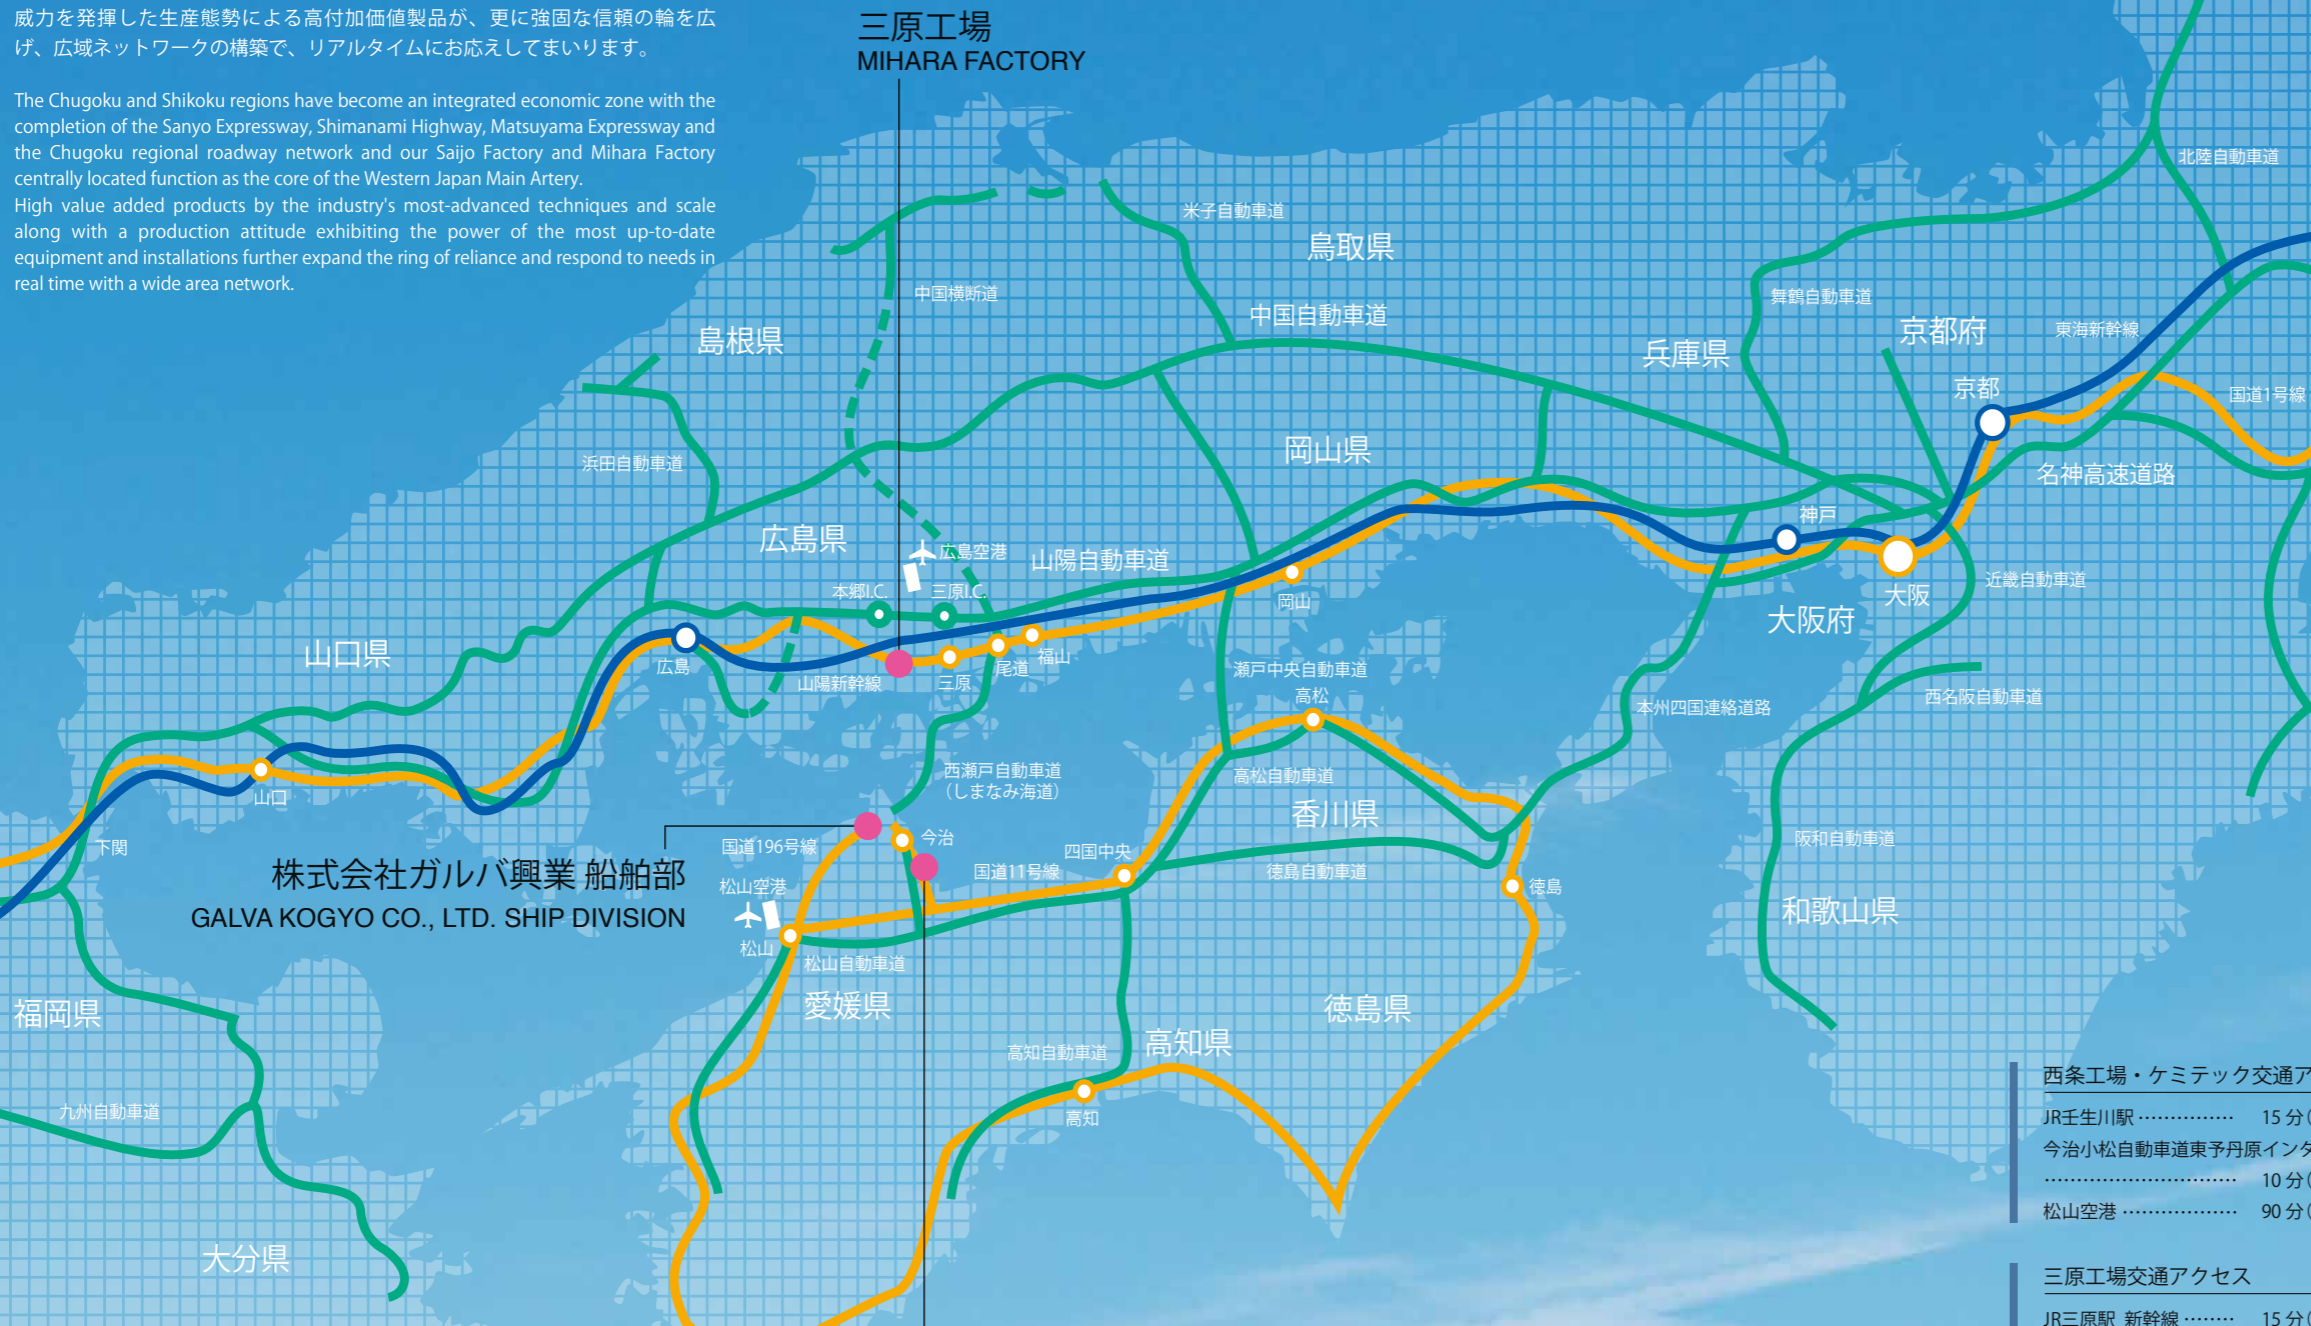 威力を発揮した生産態勢による高付加価値製品が、更に強固な信頼の輪を広
げ、広域ネットワークの構築で、リアルタイムにお応えしてまいります。
The Chugoku and Shikoku regions have become an integrated economic zone with the
completion of the Sanyo Expressway, Shimanami Highway, Matsuyama Expressway and
the Chugoku regional roadway network and our Saijo Factory and Mihara Factory
centrally located function as the core of the Western Japan Main Artery.
High value added products by the industry's most-advanced techniques and scale
along with a production attitude exhibiting the power of the most up-to-date
equipment and installations further expand the ring of reliance and respond to needs in
real time with a wide area network.
三原工場
MIHARA FACTORY
北陸自動車道
米子自動車道
鳥取県
中国横断道
舞鶴自動車道
中国自動車道
島根県
京都府
東海新幹線
兵庫県
京都
国道1号線
岡山県
浜田自動車道
名神高速道路
神戸
広島県
広島空港
山陽自動車道
近畿自動車道
本郷I.C.
三原I.C.
岡山
大阪
大阪府
山口県
広島
福山
尾道
山陽新幹線
三原
瀬戸中央自動車道
高松
西名阪自動車道
本州四国連絡道路
西瀬戸自動車道
（しまなみ海道）
高松自動車道
山口
香川県
下関
国道196号線
今治
四国中央
阪和自動車道
株式会社ガルバ興業 船舶部
GALVA KOGYO CO., LTD. SHIP DIVISION
国道11号線
徳島自動車道
松山空港
徳島
和歌山県
松山
松山自動車道
愛媛県
徳島県
福岡県
高知自動車道
高知県
九州自動車道
高知
大分県
西条工場・ケミテック交通ア
JR壬生川駅 …………… 15 分（
今治小松自動車道東予丹原インタ
………………………… 10 分（
松山空港 ……………… 90 分（
三原工場交通アクセス
JR三原駅 新幹線 …….. 15 分（